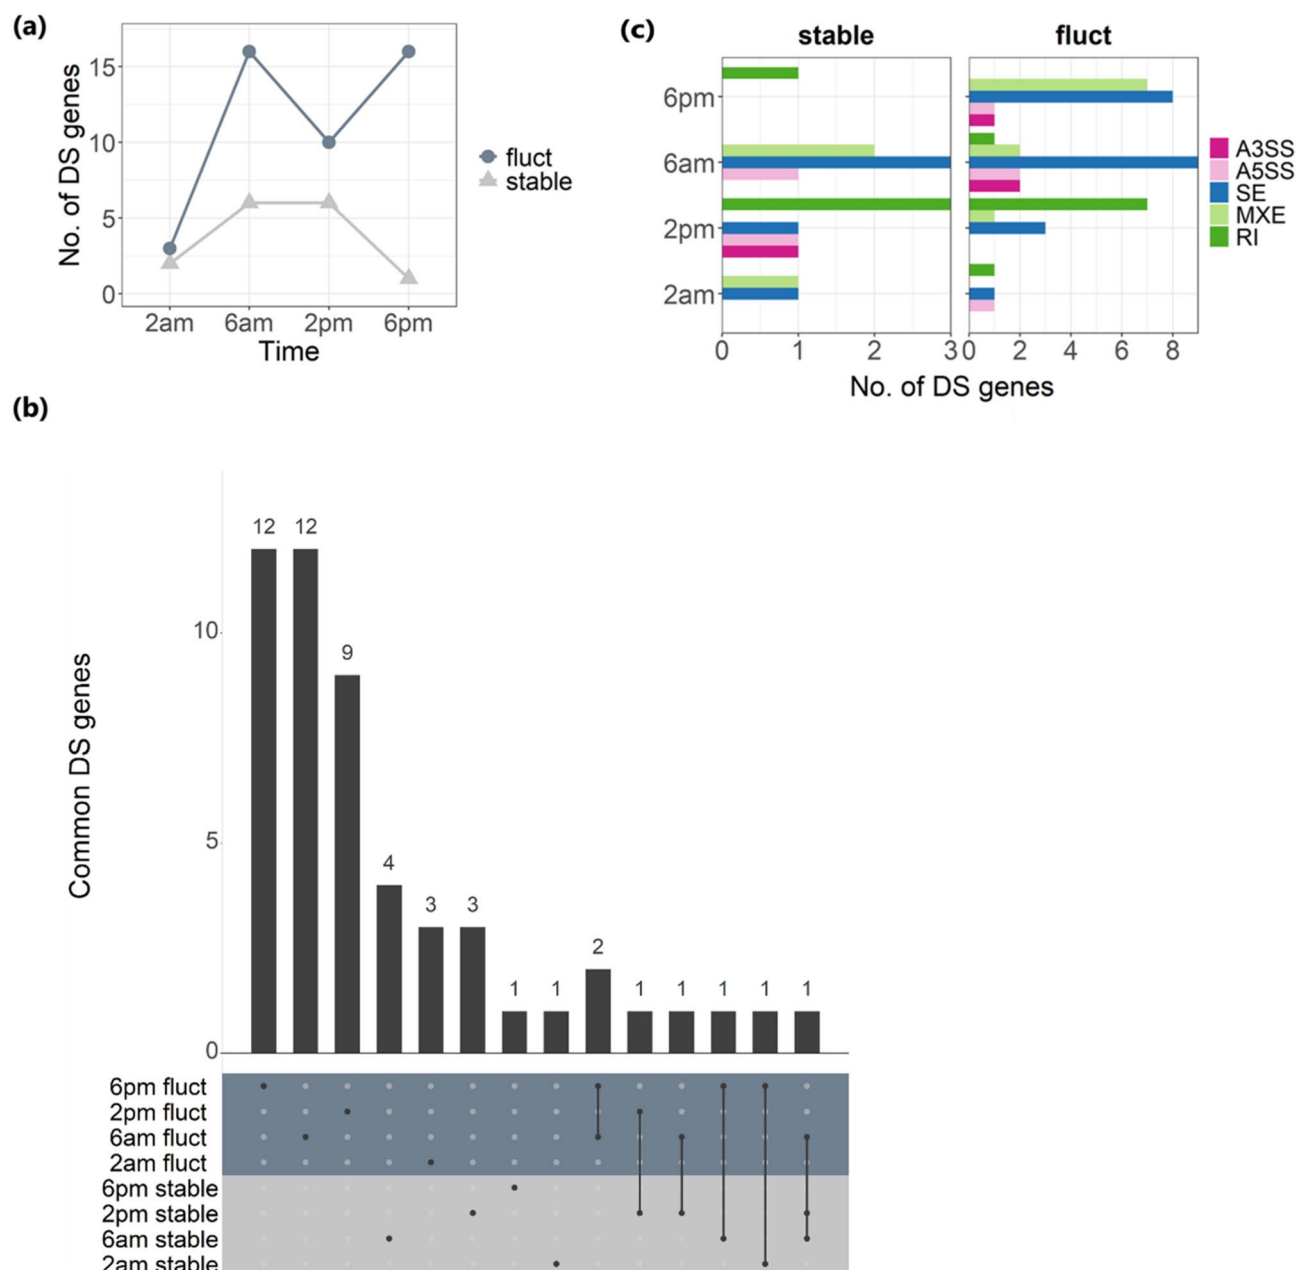 (a)
No. of DS genes
15
10
5
0
2am 6am 2pm 6pm
Time
fluct
stable
(c)
stable fluct
6pm
6am
2pm
2am
0 1 2 3 0 2 4 6 8
No. of DS genes
A3SS
A5SS
SE
MXE
RI
(b)
Common DS genes
10
5
0
12 12 9 4 3 3 1 1 2 1 1 1 1 1
6pm fluct
2pm fluct
6am fluct
2am fluct
6pm stable
2pm stable
6am stable
2am stable